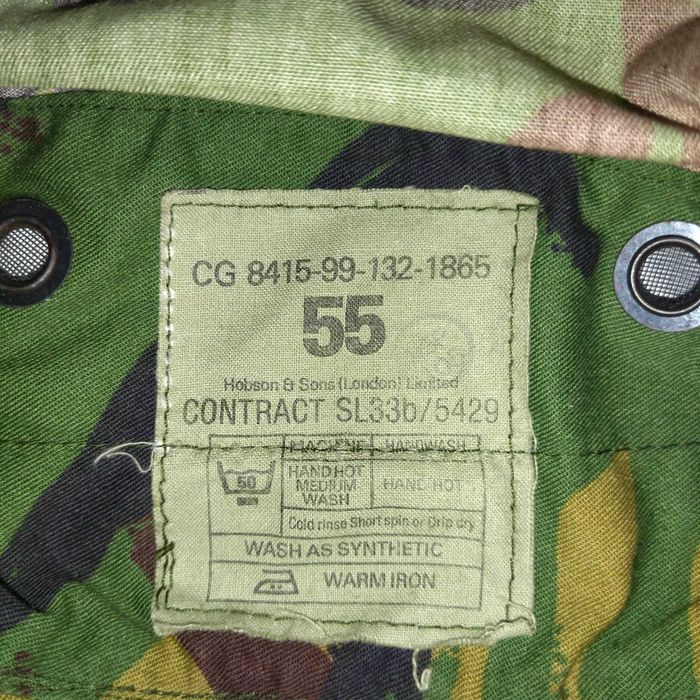 CG 8415-99-132-1865
55
Hobson & Sons (London) Limited
CONTRACT SL33b/5429
MACHINE HANDWASH
50 HAND HOT MEDIUM WASH HAND HOT
Cold rinse Short spin or Drip dry
WASH AS SYNTHETIC
WARM IRON